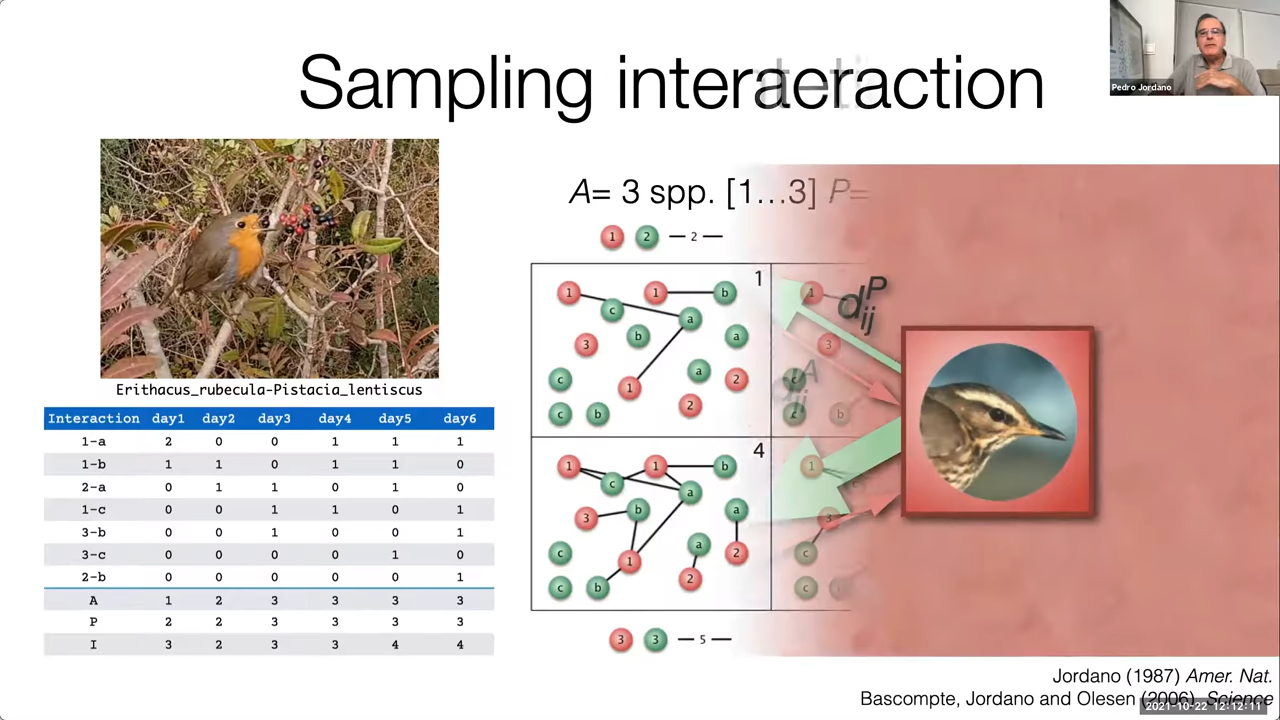 Sampling interaeraction
Pedro Jordano
A= 3 spp. [1…3] P=
1 2 — 2 —
1
1 1 b
c
a
b a
3
a
c 1 2
c b 2
1
d P ij
3
d A ij
c
c b
4
1 1 b
c
a
3 b a
c a 2
1
c b 2
1
3
c
c
3 3 — 5 —
Erithacus_rubecula-Pistacia_lentiscus
Interaction day1 day2 day3 day4 day5 day6
1-a 2 0 0 1 1 1
1-b 1 1 0 1 1 0
2-a 0 1 1 0 1 0
1-c 0 0 1 1 0 1
3-b 0 0 1 0 0 1
3-c 0 0 0 0 1 0
2-b 0 0 0 0 0 1
A 1 2 3 3 3 3
P 2 2 3 3 3 3
I 3 2 3 3 4 4
Jordano (1987) Amer. Nat.
Bascompte, Jordano and Olesen (2006) Science
2021-10-22 12:12:11